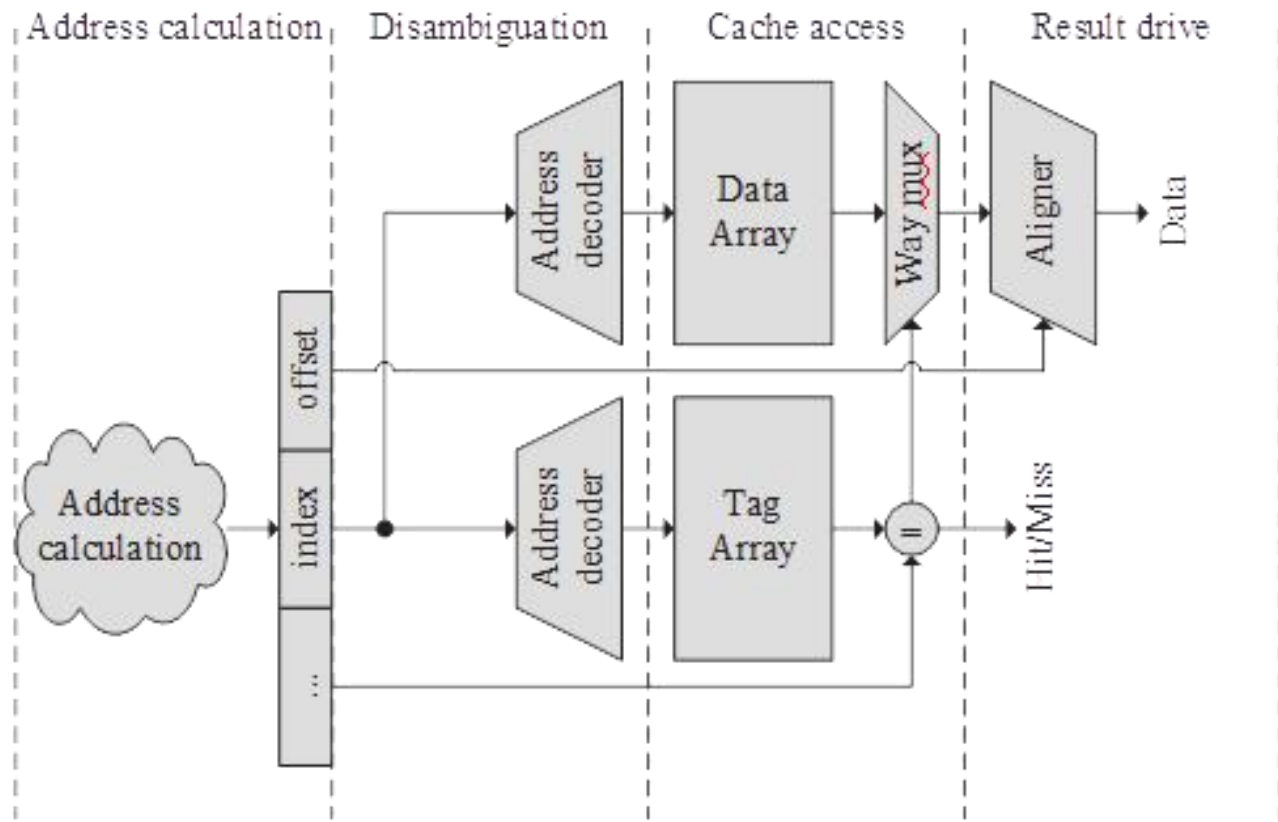 Address calculation
Disambiguation
Cache access
Result drive
Address
decoder
Data
Array
Way mux
Aligner
Data
offset
Address
calculation
index
...
Address
decoder
Tag
Array
=
Hit/Miss